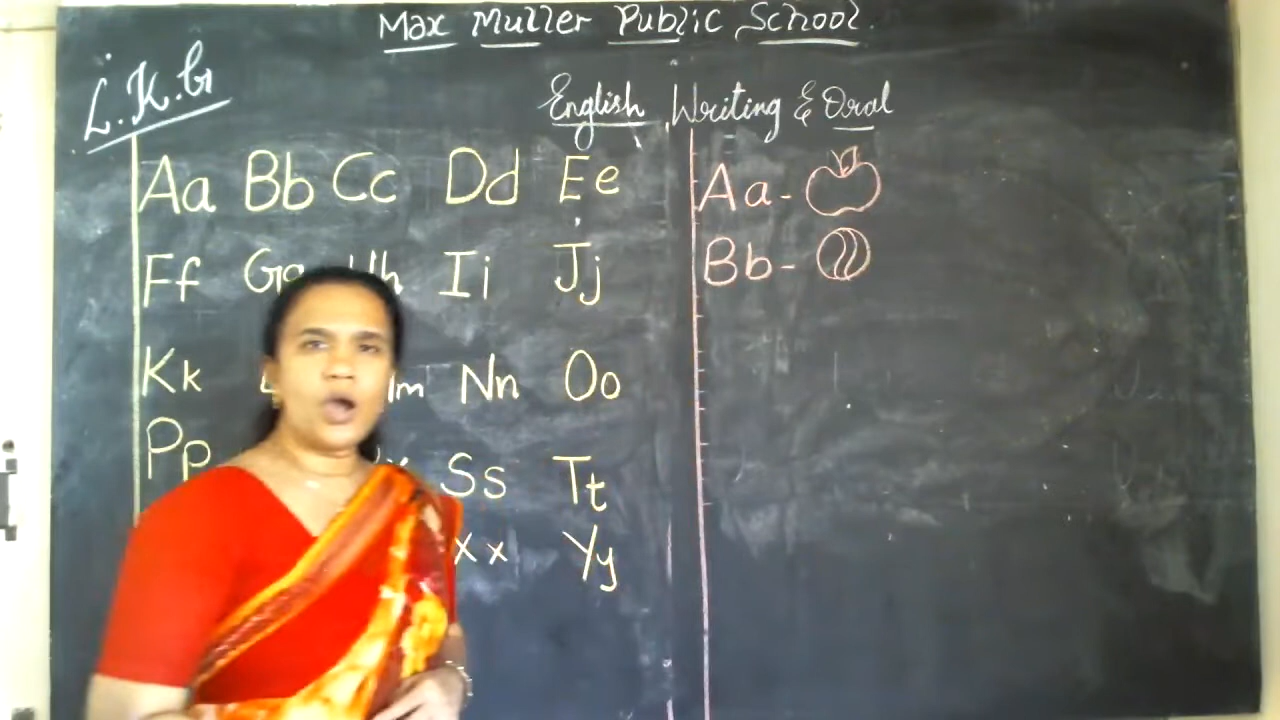 Max Muller Public School.
L.K.G
English Writing & Oral
Aa Bb Cc Dd Ee
Ff Gg Hh Ii Jj
Kk Nn Oo
Pp Ss Tt
Xx Yy
Aa -
Bb -